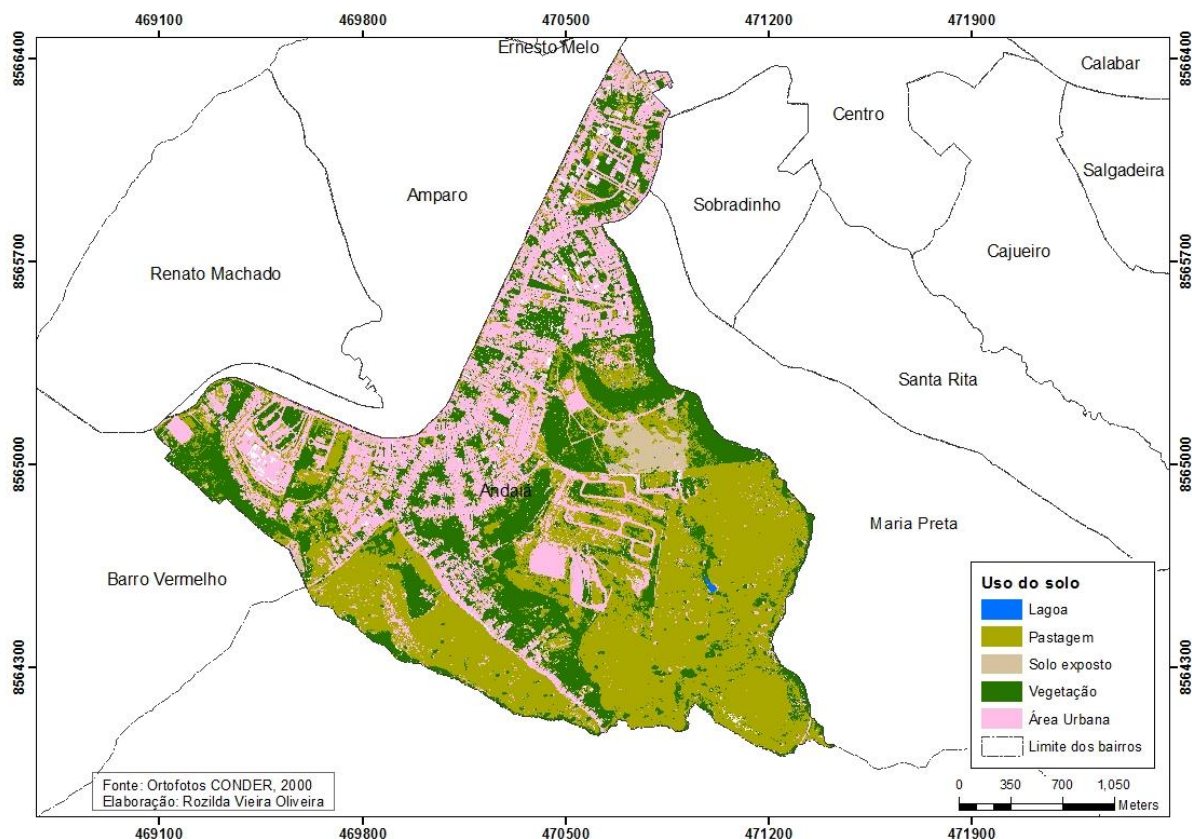 469100 469800 470500 471200 471900
8566400 8566400
Ernesto Melo
Calabar
Centro
Salgadeira
Amparo
Sobradinho
Cajueiro
8565700 8565700
Renato Machado
Santa Rita
8565000 8565000
Andaiá
Maria Preta
Barro Vermelho
8564300 8564300
Uso do solo
Lagoa
Pastagem
Solo exposto
Vegetação
Área Urbana
Limite dos bairros
0 350 700 1,050
Meters
Fonte: Ortofotos CONDER, 2000
Elaboração: Rozilda Vieira Oliveira
469100 469800 470500 471200 471900